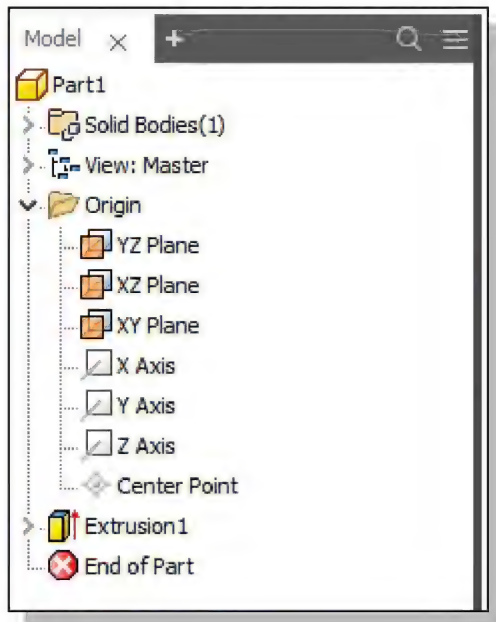 Model
Part1
Solid Bodies(1)
View: Master
Origin
YZ Plane
XZ Plane
XY Plane
X Axis
Y Axis
Z Axis
Center Point
Extrusion1
End of Part